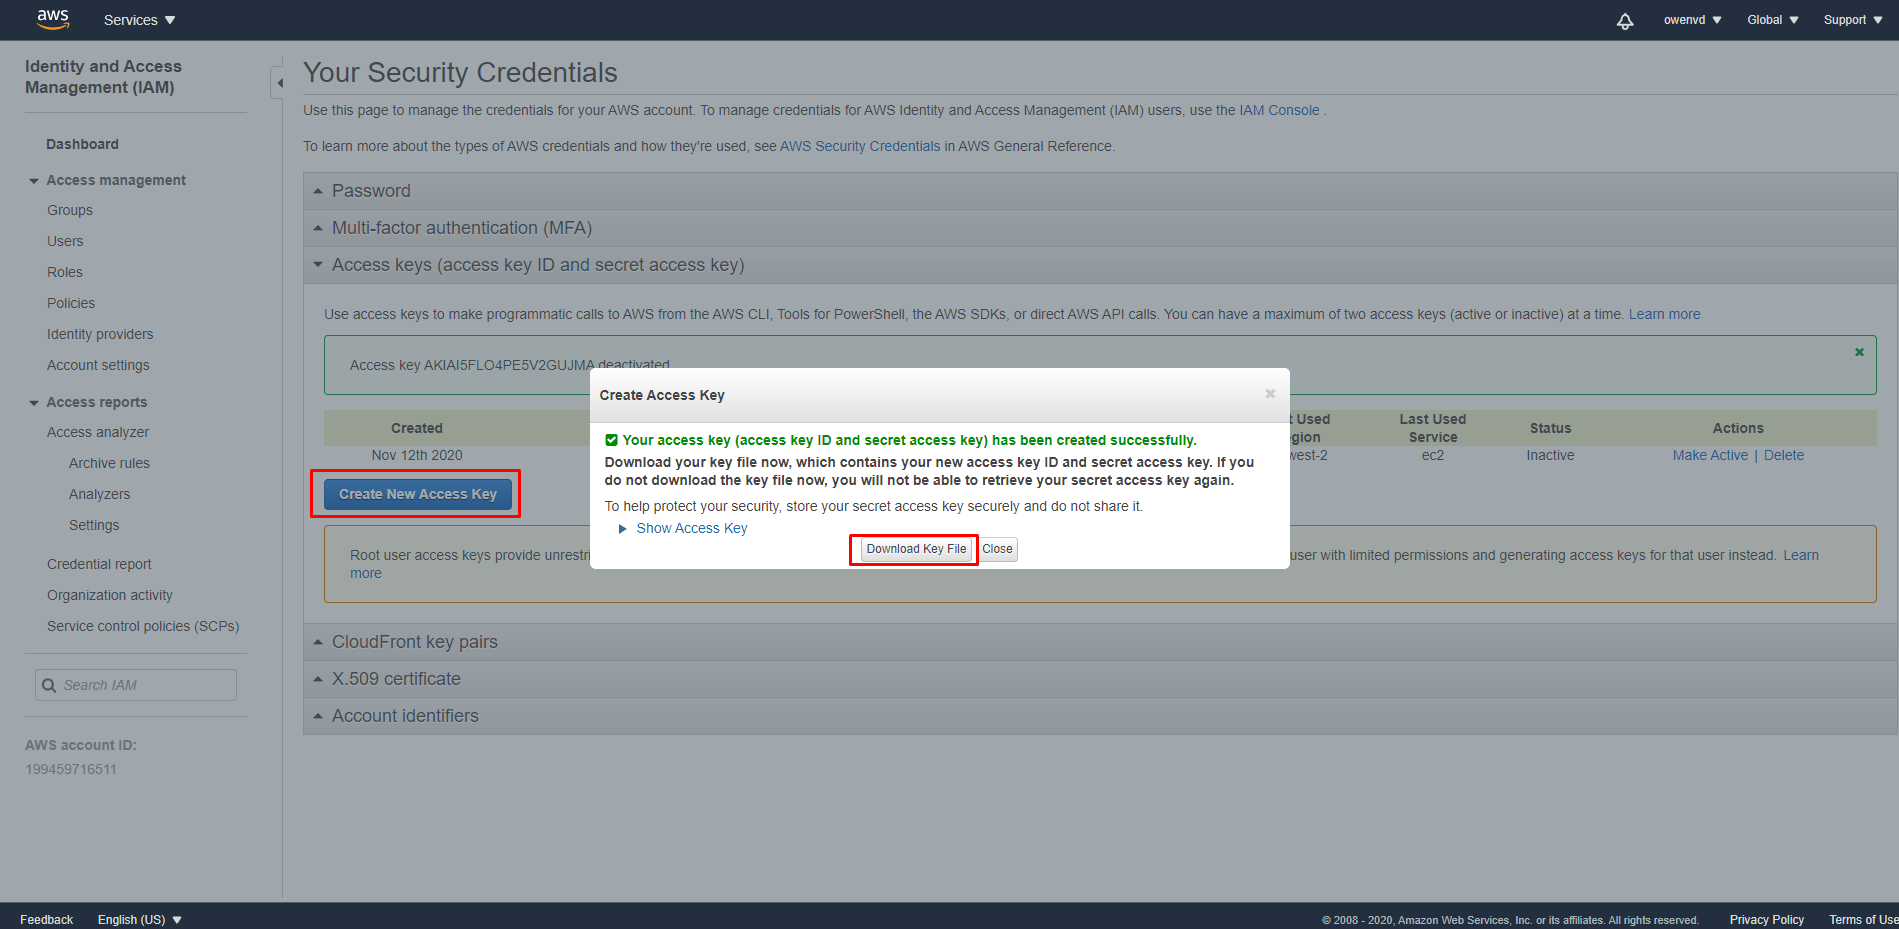 aws
Services
owenvd
Global
Support
Identity and Access
Management (IAM)
Dashboard
Access management
Groups
Users
Roles
Policies
Identity providers
Account settings
Access reports
Access analyzer
Archive rules
Analyzers
Settings
Credential report
Organization activity
Service control policies (SCPs)
Search IAM
AWS account ID:
199459716511
Your Security Credentials
Use this page to manage the credentials for your AWS account. To manage credentials for AWS Identity and Access Management (IAM) users, use the IAM Console .
To learn more about the types of AWS credentials and how they're used, see AWS Security Credentials in AWS General Reference.
Password
Multi-factor authentication (MFA)
Access keys (access key ID and secret access key)
Use access keys to make programmatic calls to AWS from the AWS CLI, Tools for PowerShell, the AWS SDKs, or direct AWS API calls. You can have a maximum of two access keys (active or inactive) at a time. Learn more
Access key AKIAI5FLO4PE5V2GUJMA deactivated
Created
t Used
gion
Last Used
Service
Status
Actions
Nov 12th 2020
west-2
ec2
Inactive
Make Active | Delete
Create New Access Key
Create Access Key
Your access key (access key ID and secret access key) has been created successfully.
Download your key file now, which contains your new access key ID and secret access key. If you
do not download the key file now, you will not be able to retrieve your secret access key again.
To help protect your security, store your secret access key securely and do not share it.
Show Access Key
Download Key File
Close
Root user access keys provide unrestri
user with limited permissions and generating access keys for that user instead. Learn
more
CloudFront key pairs
X.509 certificate
Account identifiers
Feedback
English (US)
© 2008 - 2020, Amazon Web Services, Inc. or its affiliates. All rights reserved.
Privacy Policy
Terms of Use